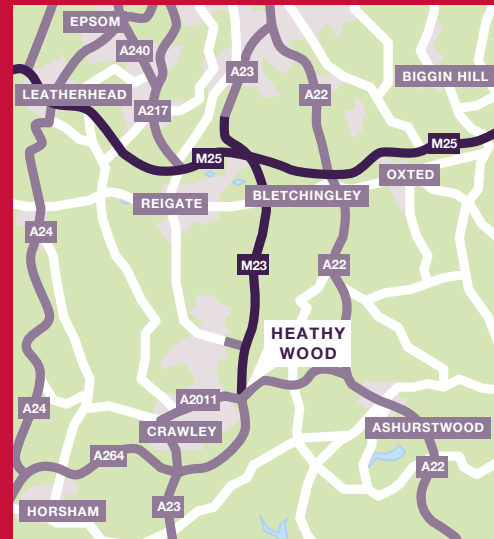 EPSOM
A240
A23
BIGGIN HILL
LEATHERHEAD
A217
A22
M25
M25
OXTED
REIGATE
BLETCHINGLEY
A24
M23
A22
HEATHY
WOOD
A24
A2011
CRAWLEY
ASHURSTWOOD
A264
A22
HORSHAM
A23